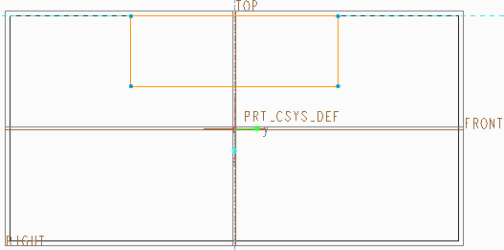 TOP
PRT_CSYS_DEF
FRONT
y
RIGHT